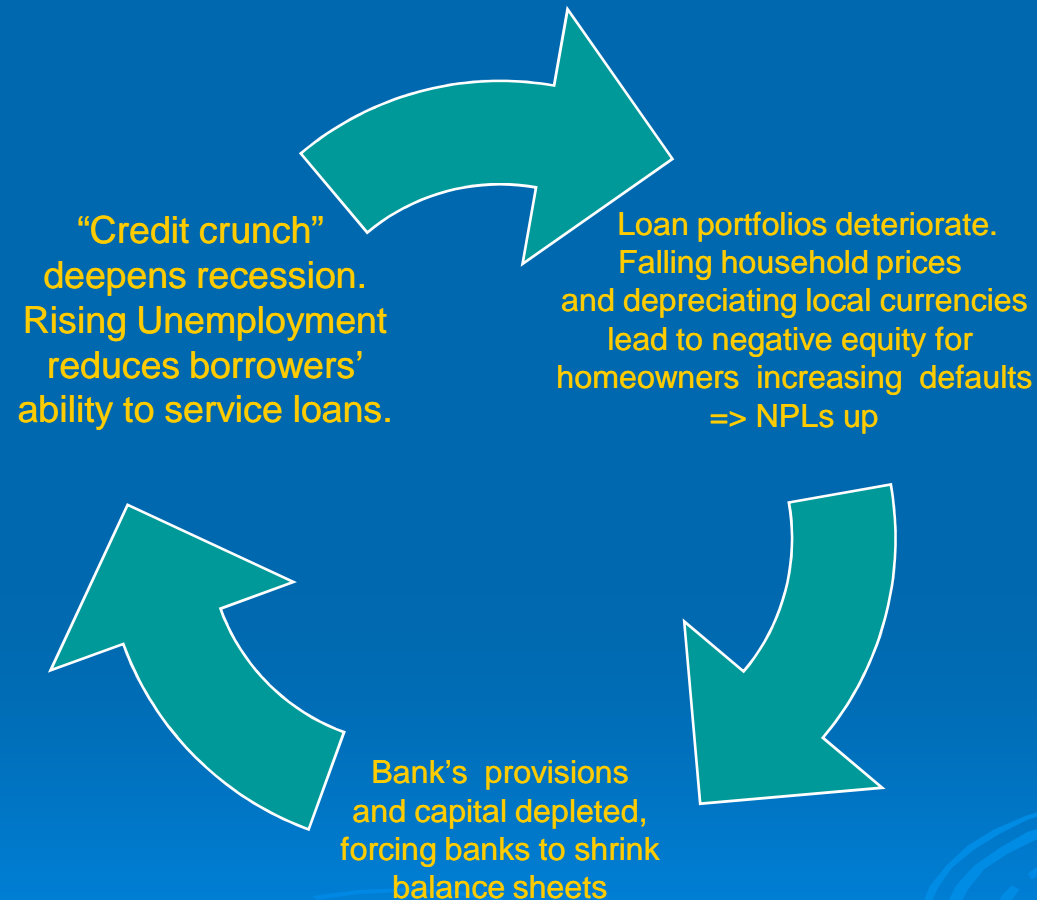 “Credit crunch”
deepens recession.
Rising Unemployment
reduces borrowers’
ability to service loans.
Loan portfolios deteriorate.
Falling household prices
and depreciating local currencies
lead to negative equity for
homeowners increasing defaults
=> NPLs up
Bank’s provisions
and capital depleted,
forcing banks to shrink
balance sheets